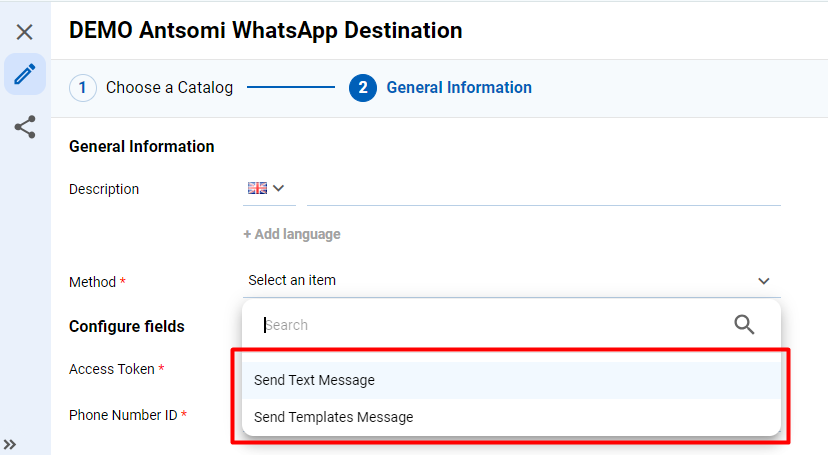 DEMO Antsomi WhatsApp Destination
1 Choose a Catalog 2 General Information
General Information
Description
+ Add language
Method * Select an item
Configure fields
Search
Access Token *
Send Text Message
Send Templates Message
Phone Number ID *